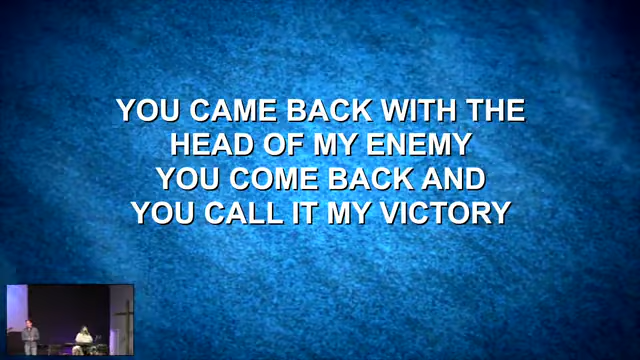 YOU CAME BACK WITH THE
HEAD OF MY ENEMY
YOU COME BACK AND
YOU CALL IT MY VICTORY